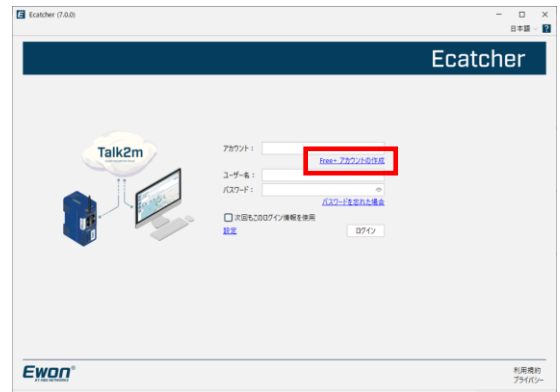 Ecatcher (7.0.0)
日本語
?
Ecatcher
Talk2m
アカウント：
Free+ アカウントの作成
ユーザー名：
パスワード：
パスワードを忘れた場合
次回もこのログイン情報を使用
設定
ログイン
Ewon®
BY HMS NETWORKS
利用規約
プライバシー